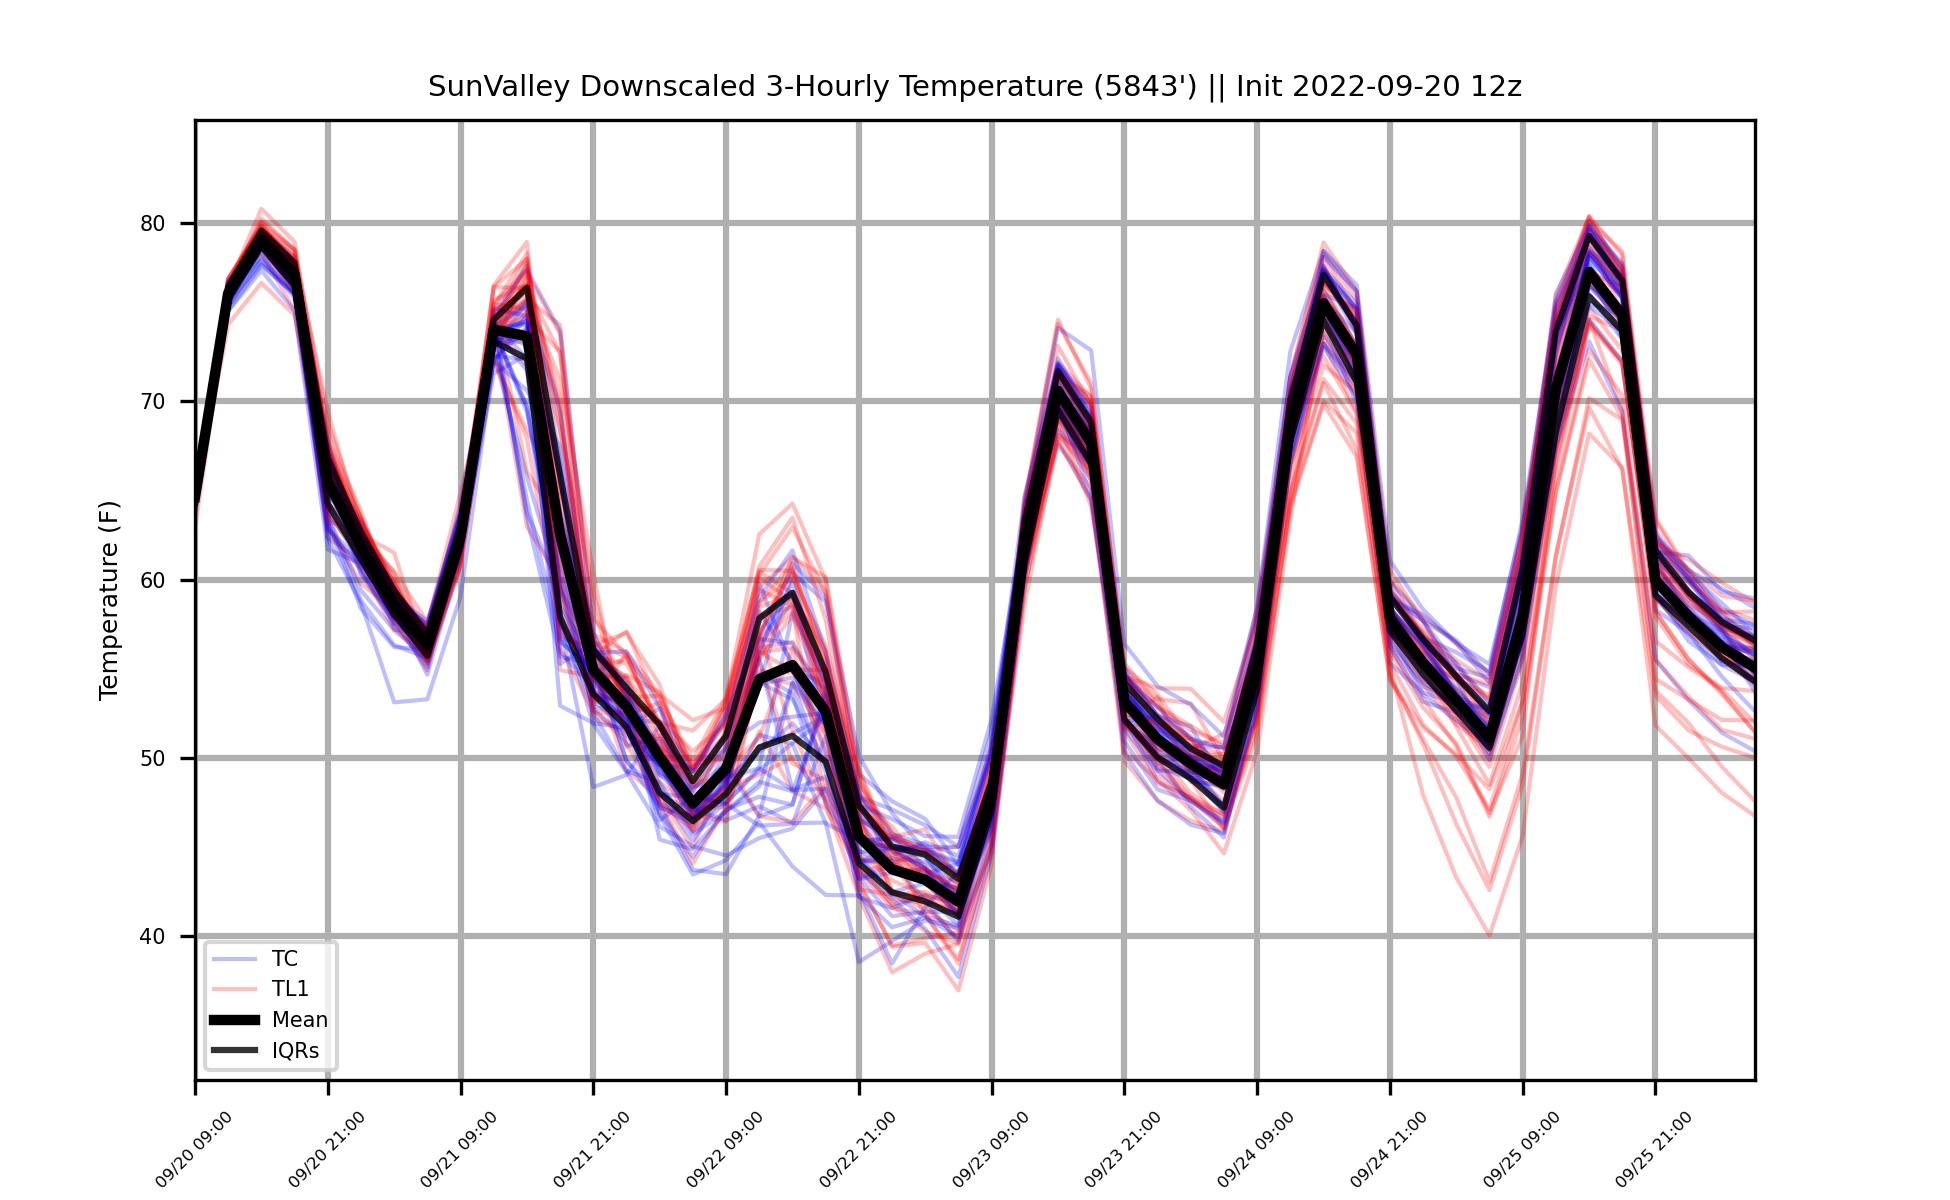 SunValley Downscaled 3-Hourly Temperature (5843') || Init 2022-09-20 12z
Temperature (F)
80
70
60
50
40
TC
TL1
Mean
IQRs
09/20 09:00
09/20 21:00
09/21 09:00
09/21 21:00
09/22 09:00
09/22 21:00
09/23 09:00
09/23 21:00
09/24 09:00
09/24 21:00
09/25 09:00
09/25 21:00